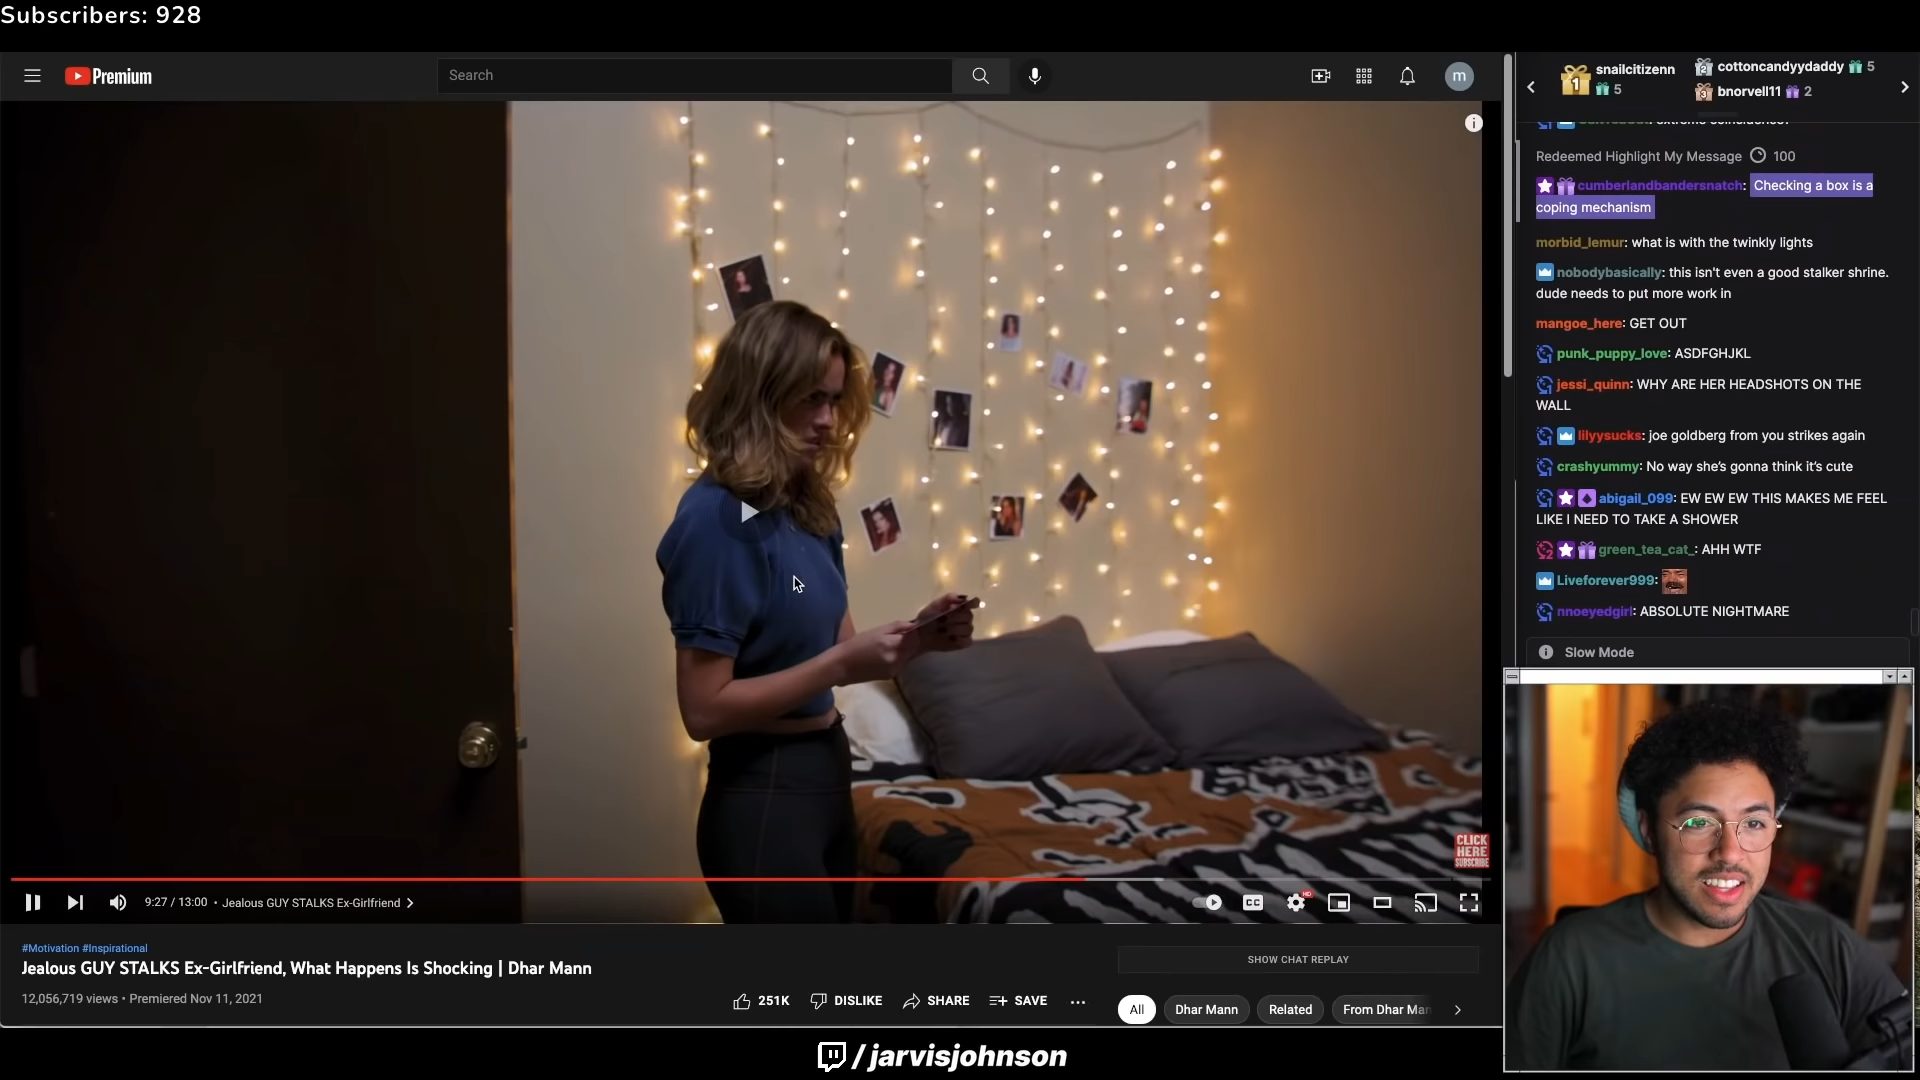 Subscribers: 928
Premium
Search
m
1
snailcitizenn
5
2
cottoncandyydaddy 5
3
bnorvell11 2
Redeemed Highlight My Message 100
cumberlandbandersnatch: Checking a box is a
coping mechanism
morbid_lemur: what is with the twinkly lights
nobodybasically: this isn't even a good stalker shrine.
dude needs to put more work in
mangoe_here: GET OUT
punk_puppy_love: ASDFGHJKL
jessi_quinn: WHY ARE HER HEADSHOTS ON THE
WALL
lilyysucks: joe goldberg from you strikes again
crashyummy: No way she's gonna think it's cute
abigail_099: EW EW EW THIS MAKES ME FEEL
LIKE I NEED TO TAKE A SHOWER
green_tea_cat_: AHH WTF
Liveforever999:
nnoeyedgirl: ABSOLUTE NIGHTMARE
Slow Mode
CLICK
HERE
SUBSCRIBE
9:27 / 13:00 • Jealous GUY STALKS Ex-Girlfriend
CC
HD
#Motivation #Inspirational
Jealous GUY STALKS Ex-Girlfriend, What Happens Is Shocking | Dhar Mann
12,056,719 views • Premiered Nov 11, 2021
251K
DISLIKE
SHARE
SAVE
SHOW CHAT REPLAY
All
Dhar Mann
Related
From Dhar Man
/jarvisjohnson